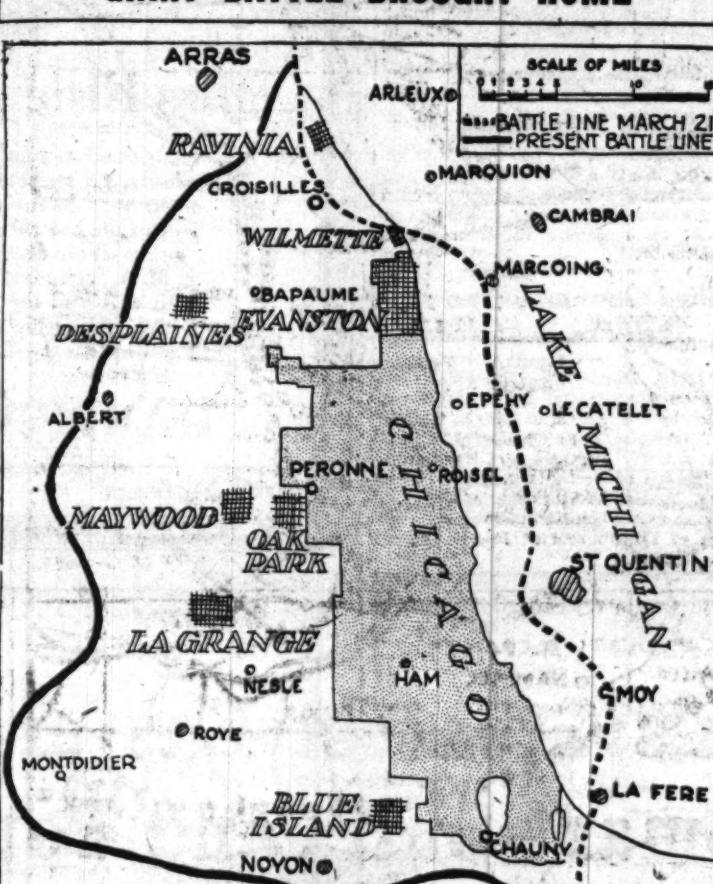 ARRAS
SCALE OF MILES
0 1 2 3 4 5 10
ARLEUX
BATTLE LINE MARCH 21
PRESENT BATTLE LINE
RAVINIA
MARQUION
CROISILLES
CAMBRAI
WILMETTE
MARCOING
BAPAUME
DESPLAINES
EVANSTON
LAKE MICHIGAN
ALBERT
EPEHY
LE CATELET
CHICAGO
PERONNE
ROISEL
MAYWOOD
OAK
PARK
ST QUENTIN
LA GRANGE
NESLE
HAM
MOY
ROYE
MONTDIDIER
BLUE
ISLAND
LA FERE
CHAUNY
NOYON